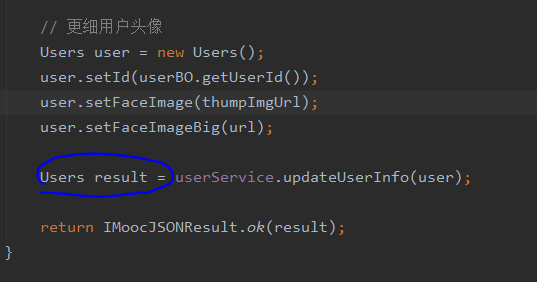 // 更细用户头像
Users user = new Users();
user.setId(userBO.getUserId());
user.setFaceImage(thumpImgUrl);
user.setFaceImageBig(url);
Users result = userService.updateUserInfo(user);
return IMoocJSONResult.ok(result);
}